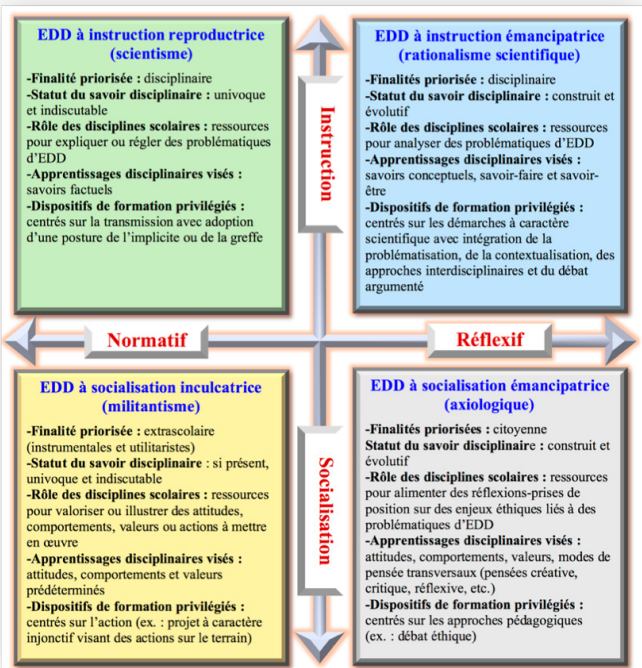 EDD à instruction reproductrice
(scientisme)
-Finalité priorisée : disciplinaire
-Statut du savoir disciplinaire : univoque
et indiscutable
-Rôle des disciplines scolaires : ressources
pour expliquer ou régler des problématiques
d’EDD
-Apprentissages disciplinaires visés :
savoirs factuels
-Dispositifs de formation privilégiés :
centrés sur la transmission avec adoption
d’une posture de l’implicite ou de la greffe
Instruction
EDD à instruction émancipatrice
(rationalisme scientifique)
-Finalités priorisée : disciplinaire
-Statut du savoir disciplinaire : construit et
évolutif
-Rôle des disciplines scolaires : ressources
pour analyser des problématiques d’EDD
-Apprentissages disciplinaires visés :
savoirs conceptuels, savoir-faire et savoir-
être
-Dispositifs de formation privilégiés :
centrés sur les démarches à caractère
scientifique avec intégration de la
problématisation, de la contextualisation, des
approches interdisciplinaires et du débat
argumenté
Normatif
Réflexif
EDD à socialisation inculcatrice
(militantisme)
-Finalité priorisée : extrascolaire
(instrumentales et utilitaristes)
-Statut du savoir disciplinaire : si présent,
univoque et indiscutable
-Rôle des disciplines scolaires : ressources
pour valoriser ou illustrer des attitudes,
comportements, valeurs ou actions à mettre
en œuvre
-Apprentissages disciplinaires visés :
attitudes, comportements et valeurs
prédéterminés
-Dispositifs de formation privilégiés :
centrés sur l’action (ex. : projet à caractère
injonctif visant des actions sur le terrain)
Socialisation
EDD à socialisation émancipatrice
(axiologique)
-Finalités priorisées : citoyenne
Statut du savoir disciplinaire : construit et
évolutif
-Rôle des disciplines scolaires : ressources
pour alimenter des réflexions-prises de
position sur des enjeux éthiques liés à des
problématiques d’EDD
-Apprentissages disciplinaires visés :
attitudes, comportements, valeurs, modes de
pensée transversaux (pensées créative,
critique, réflexive, etc.)
-Dispositifs de formation privilégiés :
centrés sur les approches pédagogiques
(ex. : débat éthique)